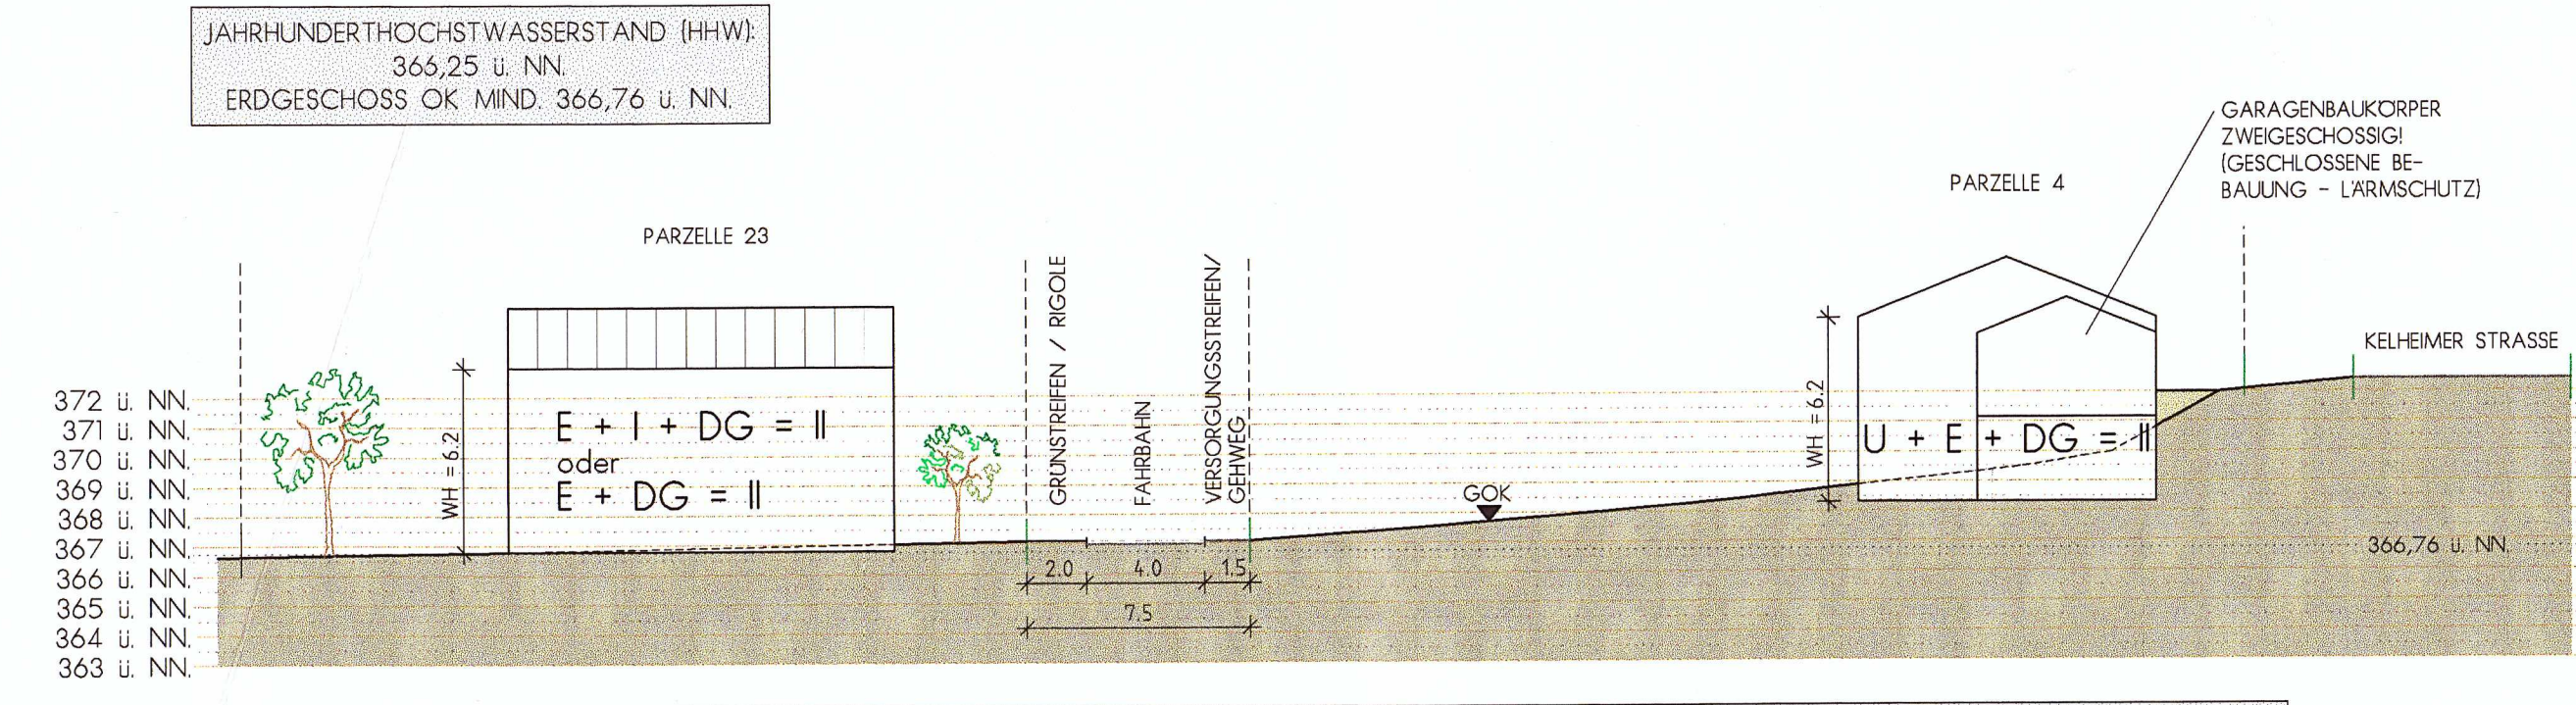 JAHRHUNDERTHÖCHSTWASSERSTAND (HHW):
366,25 ü. NN.
ERDGESCHOSS OK MIND. 366,76 ü. NN.
GARAGENBAUKÖRPER
ZWEIGESCHOSSIG!
(GESCHLOSSENE BE-
BAUUNG - LÄRMSCHUTZ)
PARZELLE 4
PARZELLE 23
GRÜNSTREIFEN / RIGOLE
FAHRBAHN
VERSORGUNGSSTREIFEN/
GEHWEG
KELHEIMER STRASSE
372 ü. NN.
371 ü. NN.
370 ü. NN.
369 ü. NN.
368 ü. NN.
367 ü. NN.
366 ü. NN.
365 ü. NN.
364 ü. NN.
363 ü. NN.
WH = 6.2
E + I + DG = II
oder
E + DG = II
GOK
WH = 6.2
U + E + DG = II
366,76 ü. NN.
2.0
4.0
1.5
7.5